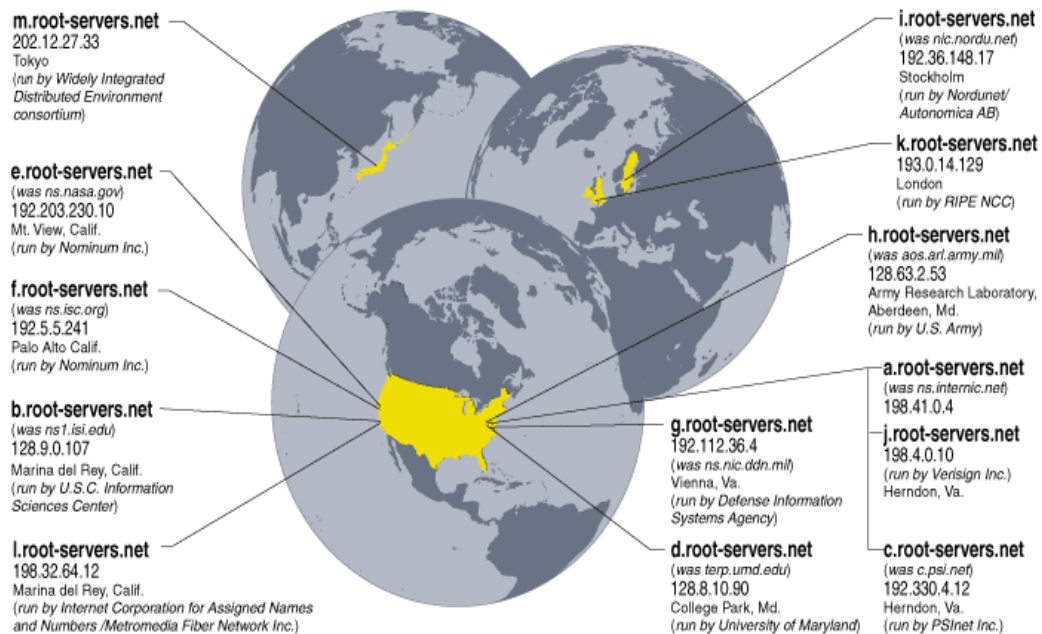 m.root-servers.net
202.12.27.33
Tokyo
(run by Widely Integrated
Distributed Environment
consortium)
e.root-servers.net
(was ns.nasa.gov)
192.203.230.10
Mt. View, Calif.
(run by Nominum Inc.)
f.root-servers.net
(was ns.isc.org)
192.5.5.241
Palo Alto Calif.
(run by Nominum Inc.)
b.root-servers.net
(was ns1.isi.edu)
128.9.0.107
Marina del Rey, Calif.
(run by U.S.C. Information
Sciences Center)
l.root-servers.net
198.32.64.12
Marina del Rey, Calif.
(run by Internet Corporation for Assigned Names
and Numbers /Metromedia Fiber Network Inc.)
i.root-servers.net
(was nic.nordu.net)
192.36.148.17
Stockholm
(run by Nordunet/
Autonomica AB)
k.root-servers.net
193.0.14.129
London
(run by RIPE NCC)
h.root-servers.net
(was aos.arl.army.mil)
128.63.2.53
Army Research Laboratory,
Aberdeen, Md.
(run by U.S. Army)
a.root-servers.net
(was ns.internic.net)
198.41.0.4
j.root-servers.net
198.4.0.10
(run by Verisign Inc.)
Herndon, Va.
g.root-servers.net
192.112.36.4
(was ns.nic.ddn.mil)
Vienna, Va.
(run by Defense Information
Systems Agency)
d.root-servers.net
(was terp.umd.edu)
128.8.10.90
College Park, Md.
(run by University of Maryland)
c.root-servers.net
(was c.psi.net)
192.330.4.12
Herndon, Va.
(run by PSInet Inc.)